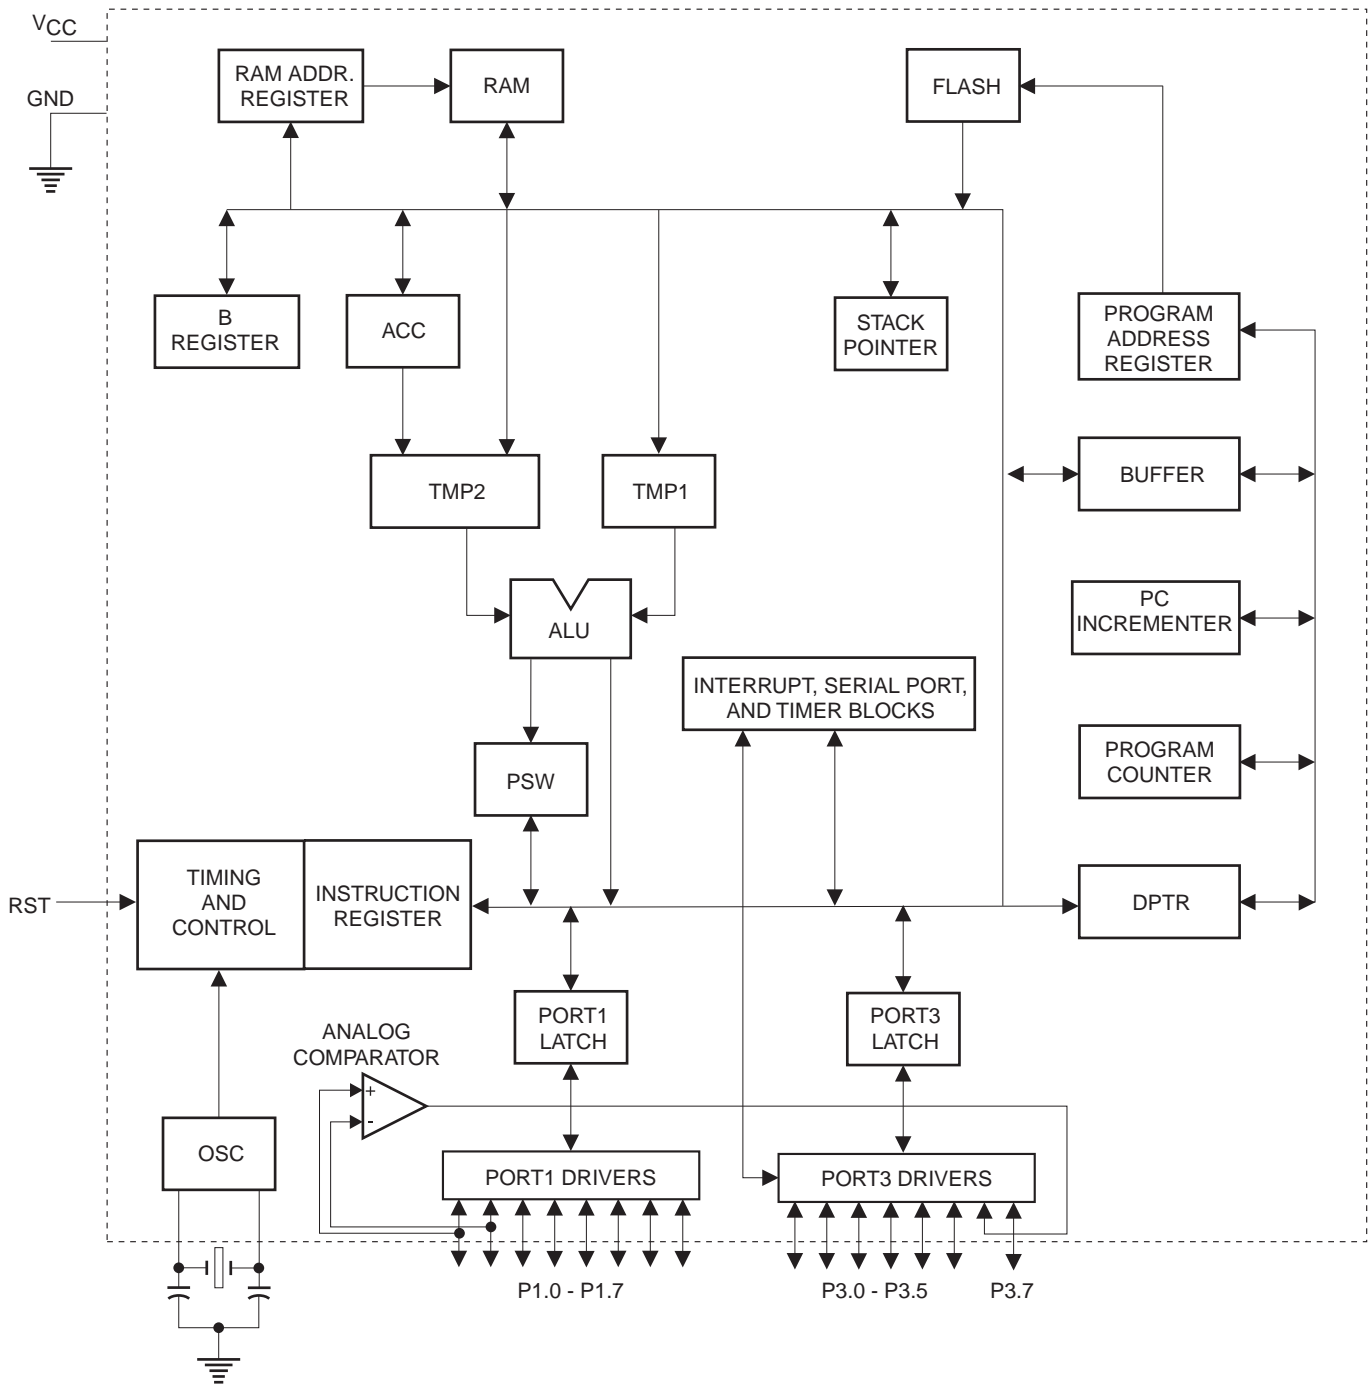 VCC
GND
RAM ADDR.
REGISTER
RAM
FLASH
B
REGISTER
ACC
STACK
POINTER
PROGRAM
ADDRESS
REGISTER
TMP2
TMP1
BUFFER
ALU
PC
INCREMENTER
INTERRUPT, SERIAL PORT,
AND TIMER BLOCKS
PSW
PROGRAM
COUNTER
RST
TIMING
AND
CONTROL
INSTRUCTION
REGISTER
DPTR
PORT1
LATCH
PORT3
LATCH
ANALOG
COMPARATOR
+
-
OSC
PORT1 DRIVERS
PORT3 DRIVERS
P1.0 - P1.7
P3.0 - P3.5
P3.7